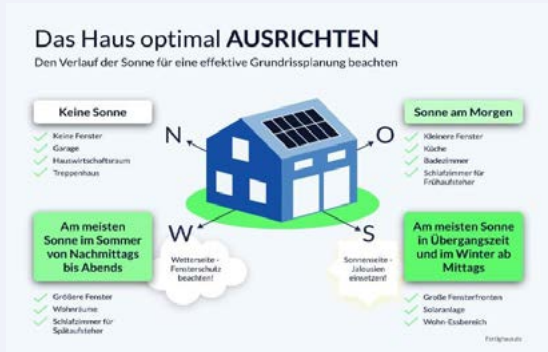 Das Haus optimal AUSRICHTEN
Den Verlauf der Sonne für eine effektive Grundrissplanung beachten
Keine Sonne
Keine Fenster
Garage
Hauswirtschaftsraum
Treppenhaus
N
O
Sonne am Morgen
Kleinere Fenster
Küche
Badezimmer
Schlafzimmer für
Frühaufsteher
Am meisten
Sonne im Sommer
von Nachmittags
bis Abends
Größere Fenster
Wohnräume
Schlafzimmer für
Spätaufsteher
W
Wetterseite -
Fensterschutz
beachten!
S
Sonnenseite -
Jalousien
einsetzen!
Am meisten Sonne
in Übergangszeit
und im Winter ab
Mittags
Große Fensterfronten
Solaranlage
Wohn-Essbereich